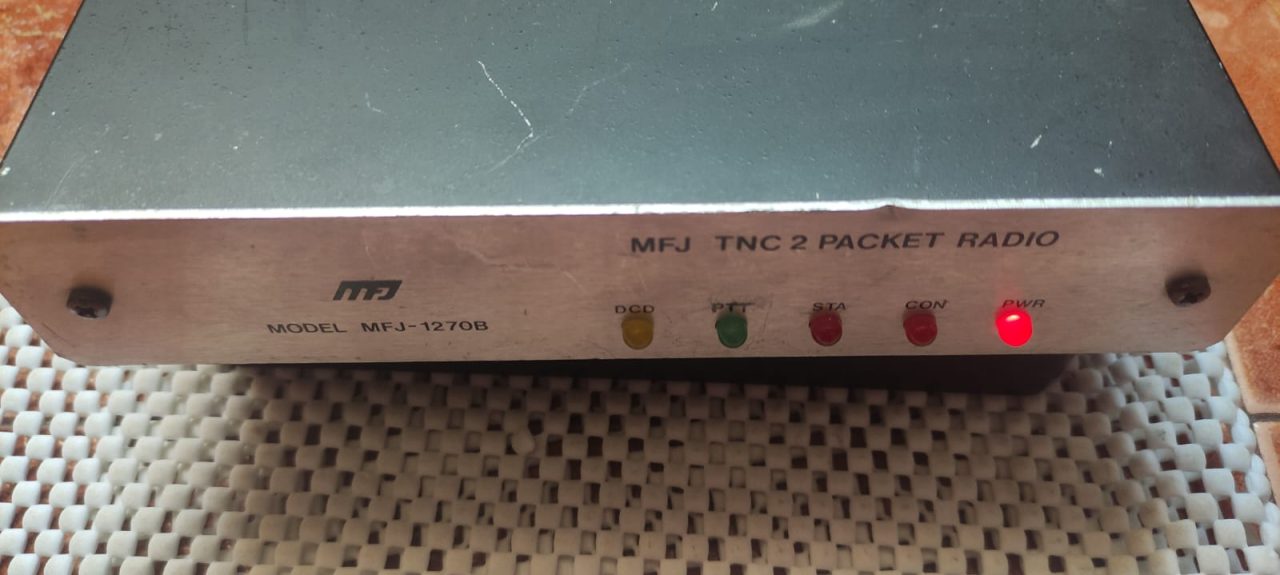 MFJ TNC 2 PACKET RADIO
MFJ
MODEL MFJ-1270B
DCD PTT STA CON PWR